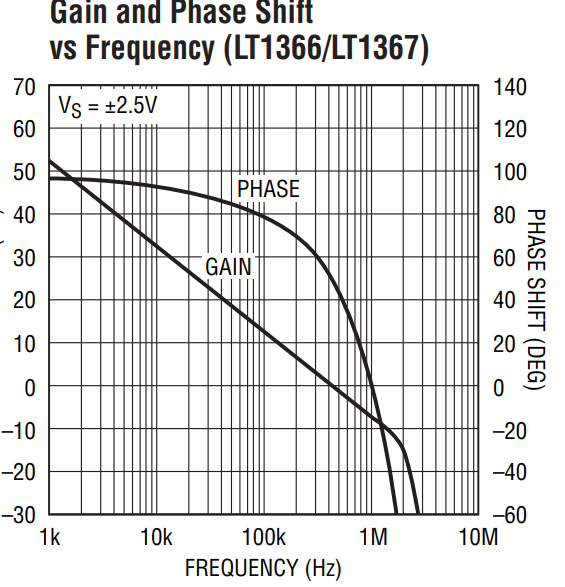 Gain and Phase Shift
vs Frequency (LT1366/LT1367)
70
60
50
40
30
20
10
0
–10
–20
–30
VS = ±2.5V
PHASE
GAIN
140
120
100
80
60
40
20
0
–20
–40
–60
PHASE SHIFT (DEG)
1k 10k 100k 1M 10M
FREQUENCY (Hz)